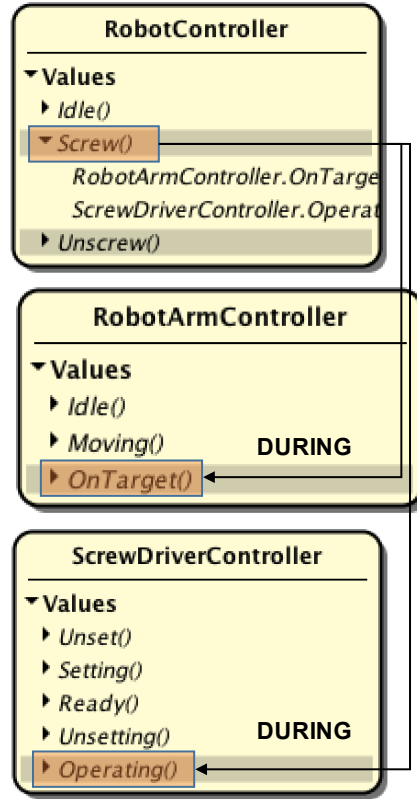 RobotController
Values
Idle()
Screw()
RobotArmController.OnTarge
ScrewDriverController.Operat
Unscrew()
RobotArmController
Values
Idle()
Moving()
DURING
OnTarget()
ScrewDriverController
Values
Unset()
Setting()
Ready()
Unsetting()
DURING
Operating()